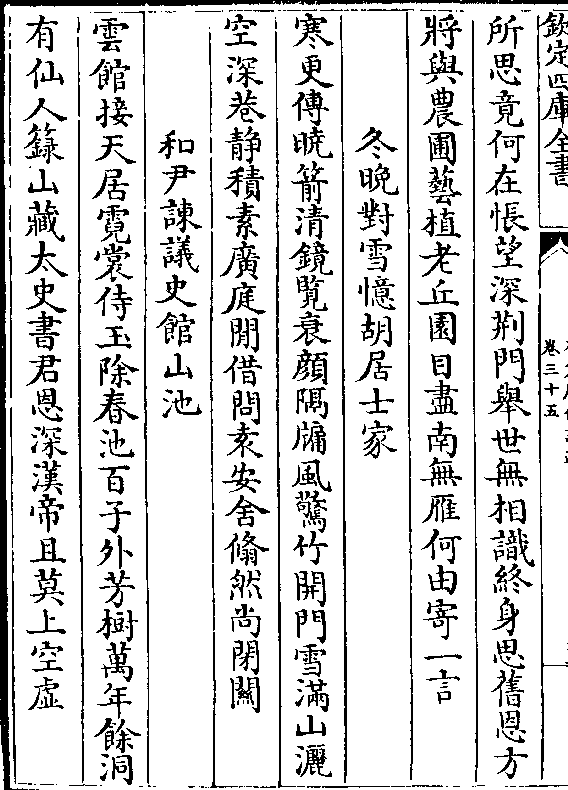 欽定四庫全書
卷三十五
所思竟何在悵望深荆門舉世無相識終身思舊恩方
將與農圃藝植老丘園目盡南無雁何由寄一言
冬晚對雪憶胡居士家
寒更傳曉箭清鏡覽衰顔隔牖風驚竹開門雪滿山灑
空深巷静積素廣庭閒借問袁安舍翛然尚閉關
和尹諫議史館山池
雲館接天居霓裳侍玉除春池百子外芳樹萬年餘洞
有仙人籙山藏太史書君恩深漢帝且莫上空虚